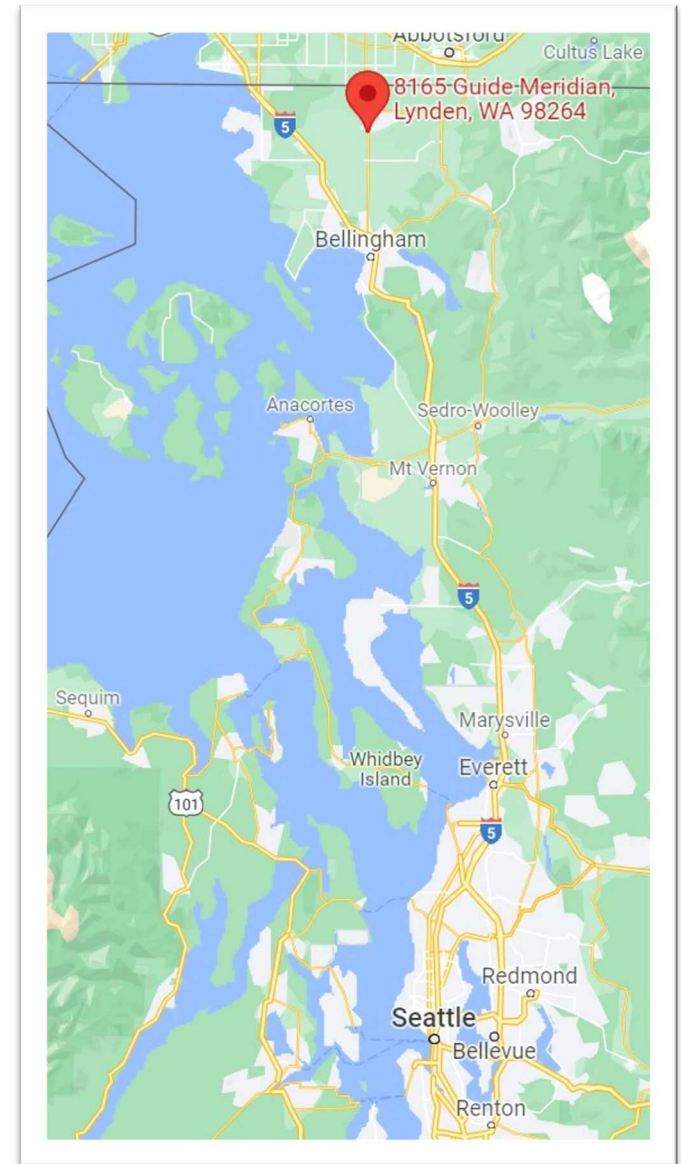 Abbotsford
Cultus Lake
8165 Guide Meridian,
Lynden, WA 98264
5
Bellingham
Anacortes
Sedro-Woolley
Mt Vernon
5
Sequim
Marysville
Whidbey
Island
Everett
101
5
Redmond
Seattle
Bellevue
Renton